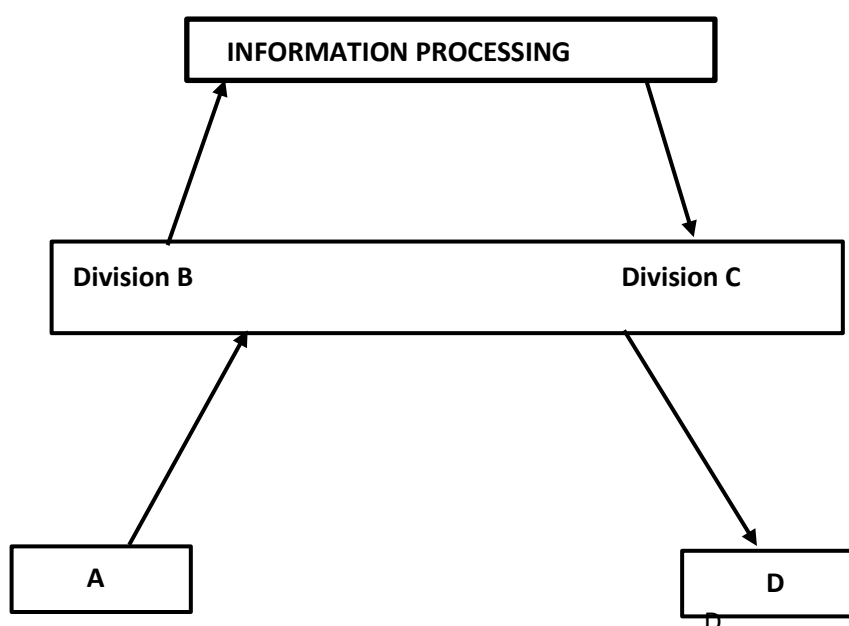 INFORMATION PROCESSING
Division B
Division C
A
D
D